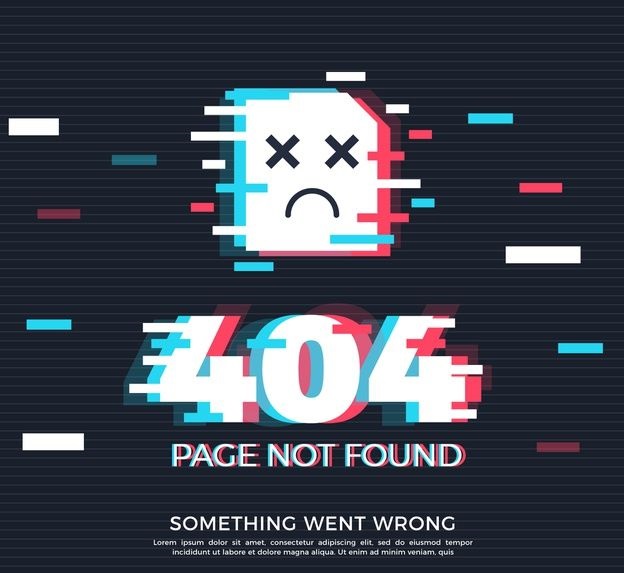 404
PAGE NOT FOUND
SOMETHING WENT WRONG
Lorem ipsum dolor sit amet, consectetur adipiscing elit, sed do eiusmod tempor
incididunt ut labore et dolore magna aliqua. Ut enim ad minim veniam, quis